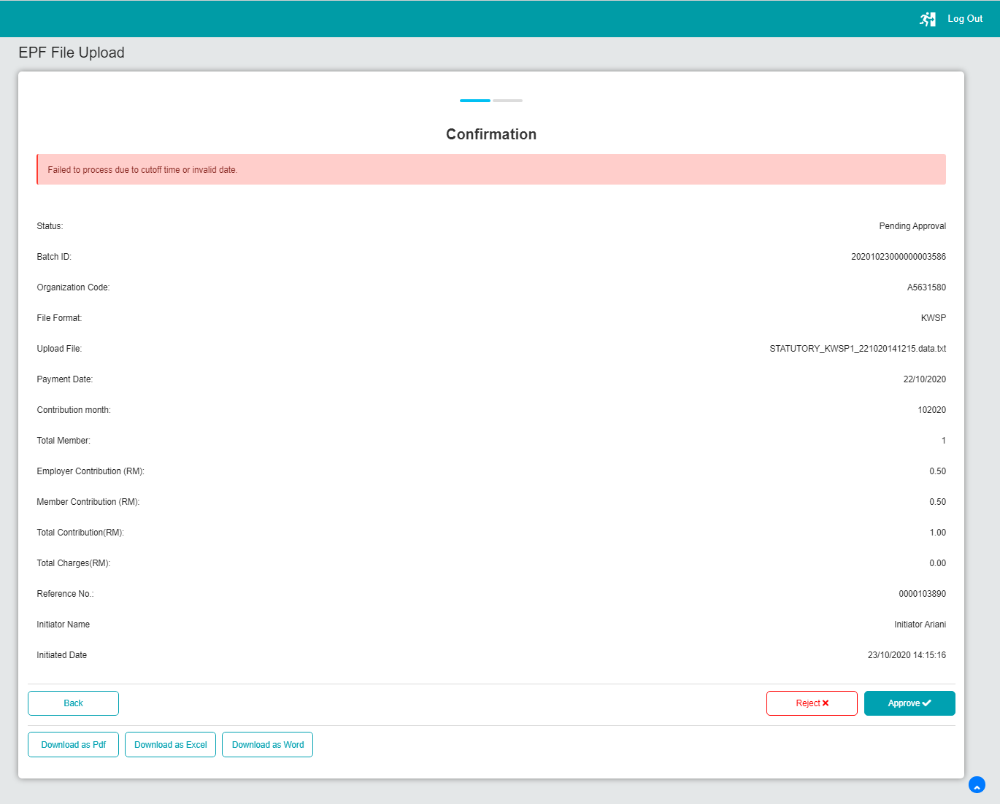 Log Out
EPF File Upload
Confirmation
Failed to process due to cutoff time or invalid date.
Status: Pending Approval
Batch ID: 20201023000000003586
Organization Code: A5631580
File Format: KWSP
Upload File: STATUTORY_KWSP1_221020141215.data.txt
Payment Date: 22/10/2020
Contribution month: 102020
Total Member: 1
Employer Contribution (RM): 0.50
Member Contribution (RM): 0.50
Total Contribution(RM): 1.00
Total Charges(RM): 0.00
Reference No.: 0000103890
Initiator Name Initiator Ariani
Initiated Date 23/10/2020 14:15:16
Back Reject Approve
Download as Pdf Download as Excel Download as Word